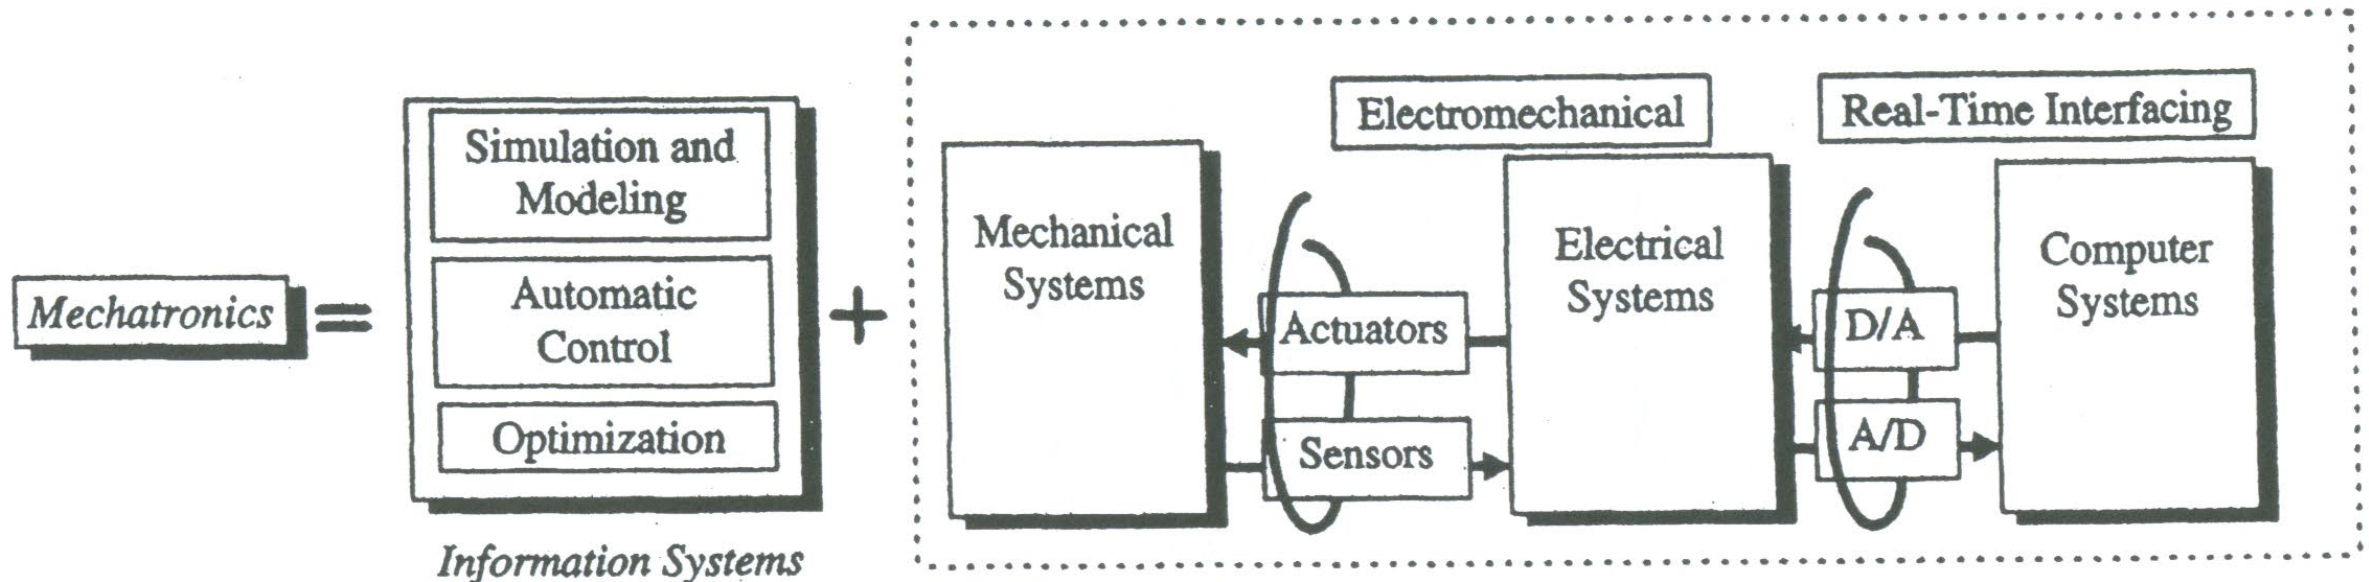 Mechatronics
=
Simulation and
Modeling
Automatic
Control
Optimization
Information Systems
+
Electromechanical
Real-Time Interfacing
Mechanical
Systems
Actuators
Sensors
Electrical
Systems
D/A
A/D
Computer
Systems